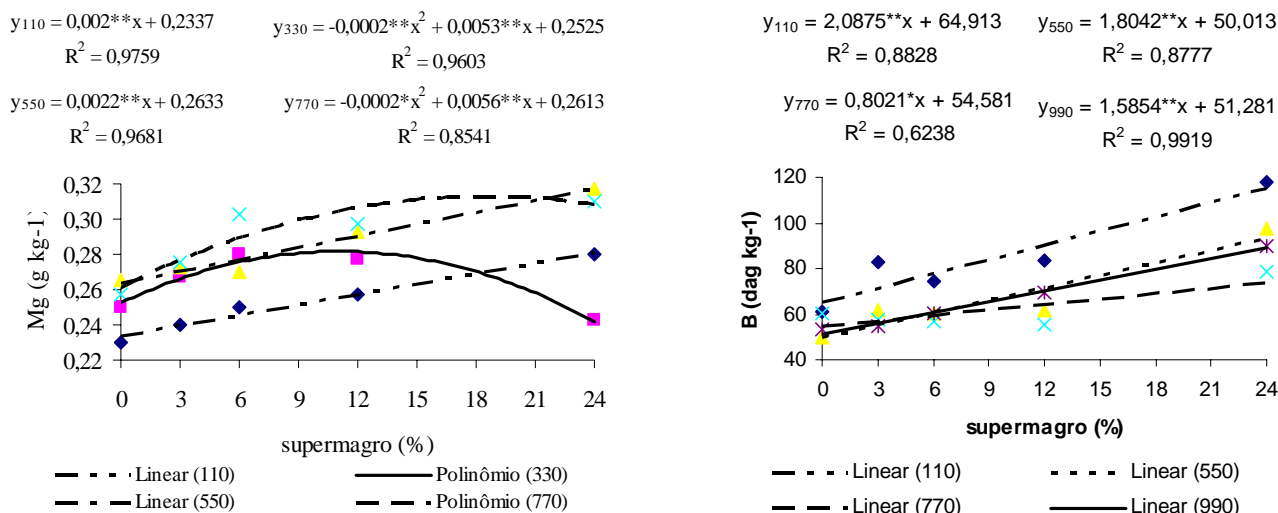 y110 = 0,002**x + 0,2337
R² = 0,9759
y330 = -0,0002**x² + 0,0053**x + 0,2525
R² = 0,9603
y550 = 0,0022**x + 0,2633
R² = 0,9681
y770 = -0,0002*x² + 0,0056**x + 0,2613
R² = 0,8541
Mg (g kg-1)
0,32
0,30
0,28
0,26
0,24
0,22
0 3 6 9 12 15 18 21 24
supermagro (%)
Linear (110) Polinômio (330)
Linear (550) Polinômio (770)
y110 = 2,0875**x + 64,913
R² = 0,8828
y550 = 1,8042**x + 50,013
R² = 0,8777
y770 = 0,8021*x + 54,581
R² = 0,6238
y990 = 1,5854**x + 51,281
R² = 0,9919
B (dag kg-1)
120
100
80
60
40
0 3 6 9 12 15 18 21 24
supermagro (%)
Linear (110) Linear (550)
Linear (770) Linear (990)